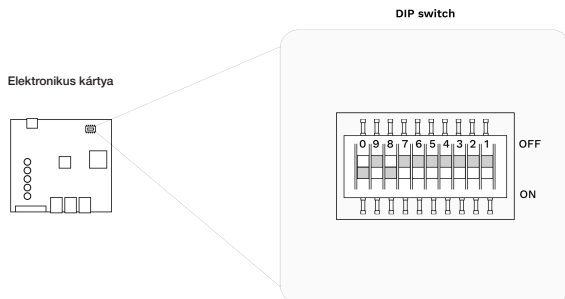 DIP switch
Elektronikus kártya
0 9 8 7 6 5 4 3 2 1
OFF
ON